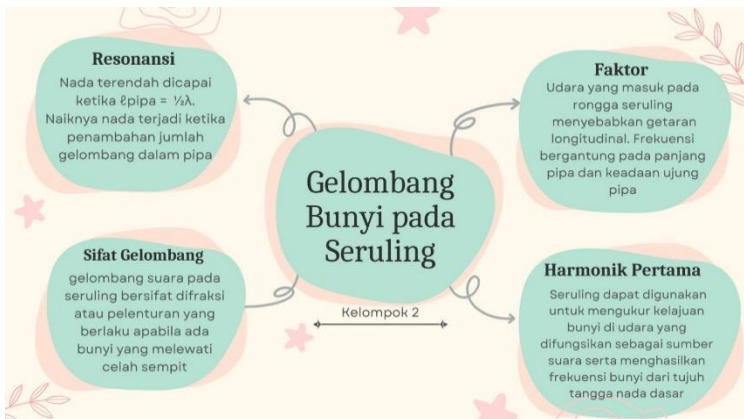 Resonansi
Nada terendah dicapai
ketika ℓpipa = ½λ.
Naiknya nada terjadi ketika
penambahan jumlah
gelombang dalam pipa
Faktor
Udara yang masuk pada
rongga seruling
menyebabkan getaran
longitudinal. Frekuensi
bergantung pada panjang
pipa dan keadaan ujung
pipa
Gelombang
Bunyi pada
Seruling
Kelompok 2
Sifat Gelombang
gelombang suara pada
seruling bersifat difraksi
atau pelenturan yang
berlaku apabila ada
bunyi yang melewati
celah sempit
Harmonik Pertama
Seruling dapat digunakan
untuk mengukur kelajuan
bunyi di udara yang
difungsikan sebagai sumber
suara serta menghasilkan
frekuensi bunyi dari tujuh
tangga nada dasar